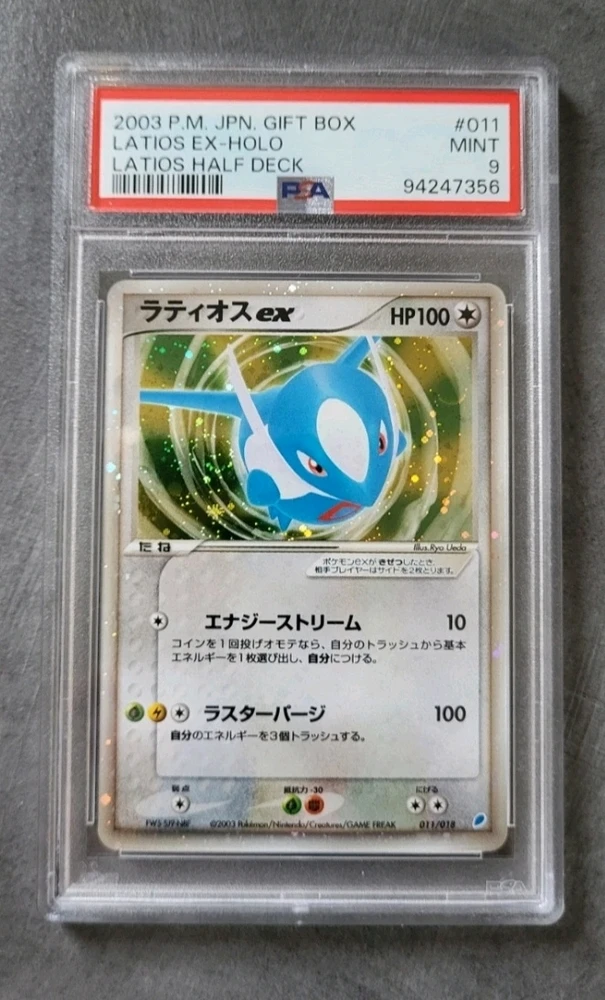 2003 P.M. JPN. GIFT BOX #011
LATIOS EX-HOLO MINT
LATIOS HALF DECK 9
PSA 94247356
ラティオスex HP100
たね Illus.Ryo Ueda
ポケモンexがきぜつしたとき、
相手プレイヤーはサイドを2枚とります。
エナジーストリーム 10
コインを1回投げオモテなら、自分のトラッシュから基本
エネルギーを1枚選び出し、自分につける。
ラスターパージ 100
自分のエネルギーを3個トラッシュする。
弱点 抵抗力 -30 にげる
©2003 Pokémon/Nintendo/Creatures/GAME FREAK 011/018
PSA